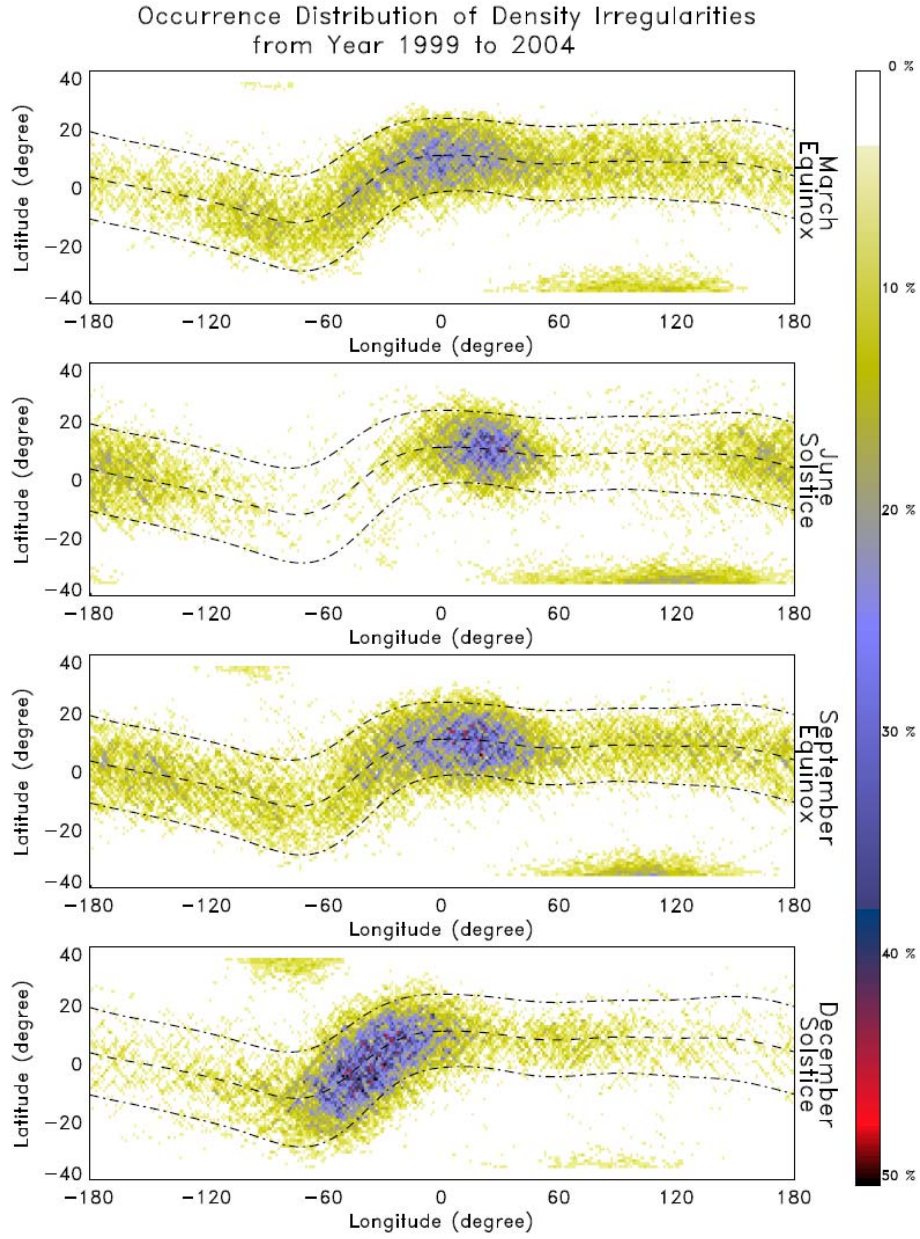 Occurrence Distribution of Density Irregularities
from Year 1999 to 2004
40
20
0
−20
−40
Latitude (degree)
−180 −120 −60 0 60 120 180
Longitude (degree)
March
Equinox
40
20
0
−20
−40
Latitude (degree)
−180 −120 −60 0 60 120 180
Longitude (degree)
June
Solstice
40
20
0
−20
−40
Latitude (degree)
−180 −120 −60 0 60 120 180
Longitude (degree)
September
Equinox
40
20
0
−20
−40
Latitude (degree)
−180 −120 −60 0 60 120 180
Longitude (degree)
December
Solstice
0 %
10 %
20 %
30 %
40 %
50 %